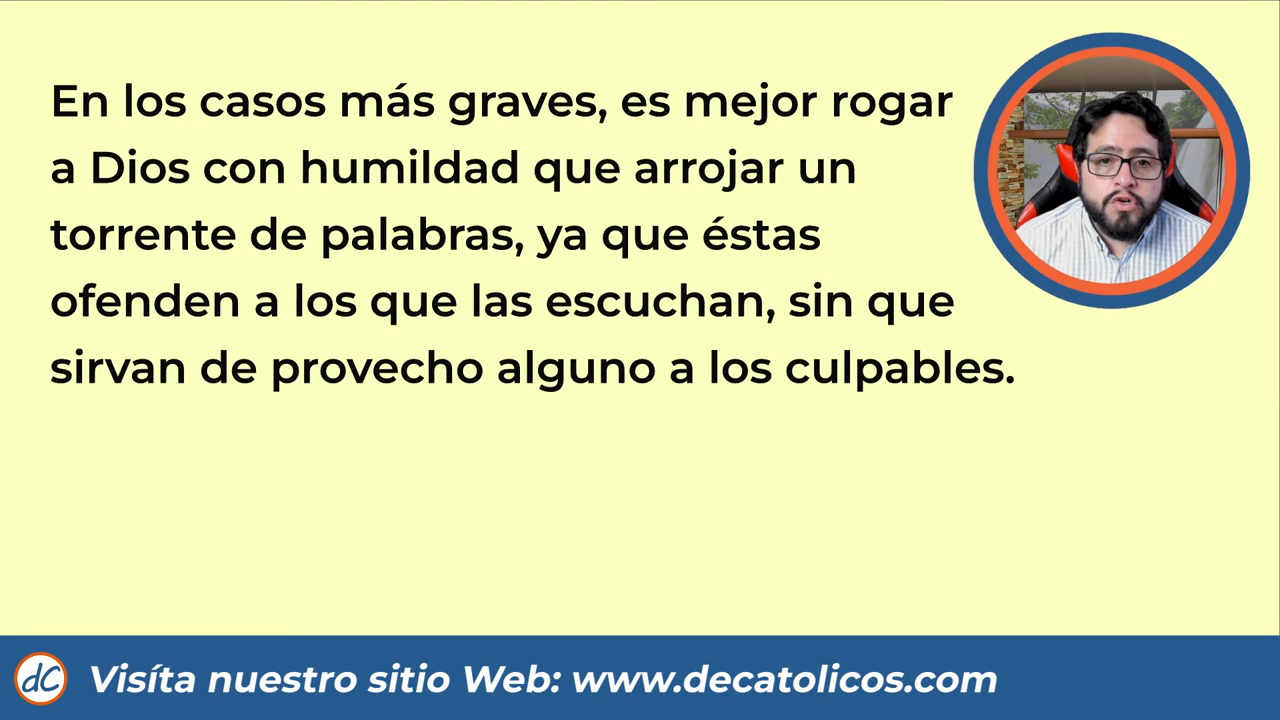 En los casos más graves, es mejor rogar
a Dios con humildad que arrojar un
torrente de palabras, ya que éstas
ofenden a los que las escuchan, sin que
sirvan de provecho alguno a los culpables.
dC Visíta nuestro sitio Web: www.decatolicos.com